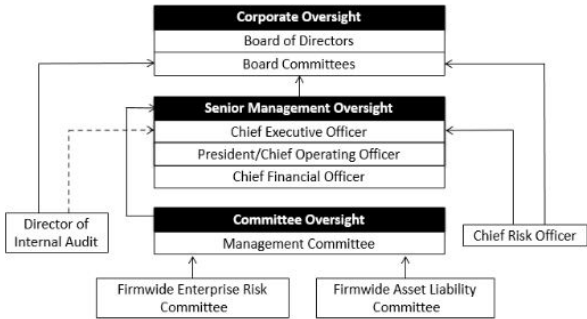 Corporate Oversight
Board of Directors
Board Committees
Senior Management Oversight
Chief Executive Officer
President/Chief Operating Officer
Chief Financial Officer
Director of
Internal Audit
Committee Oversight
Management Committee
Chief Risk Officer
Firmwide Enterprise Risk
Committee
Firmwide Asset Liability
Committee